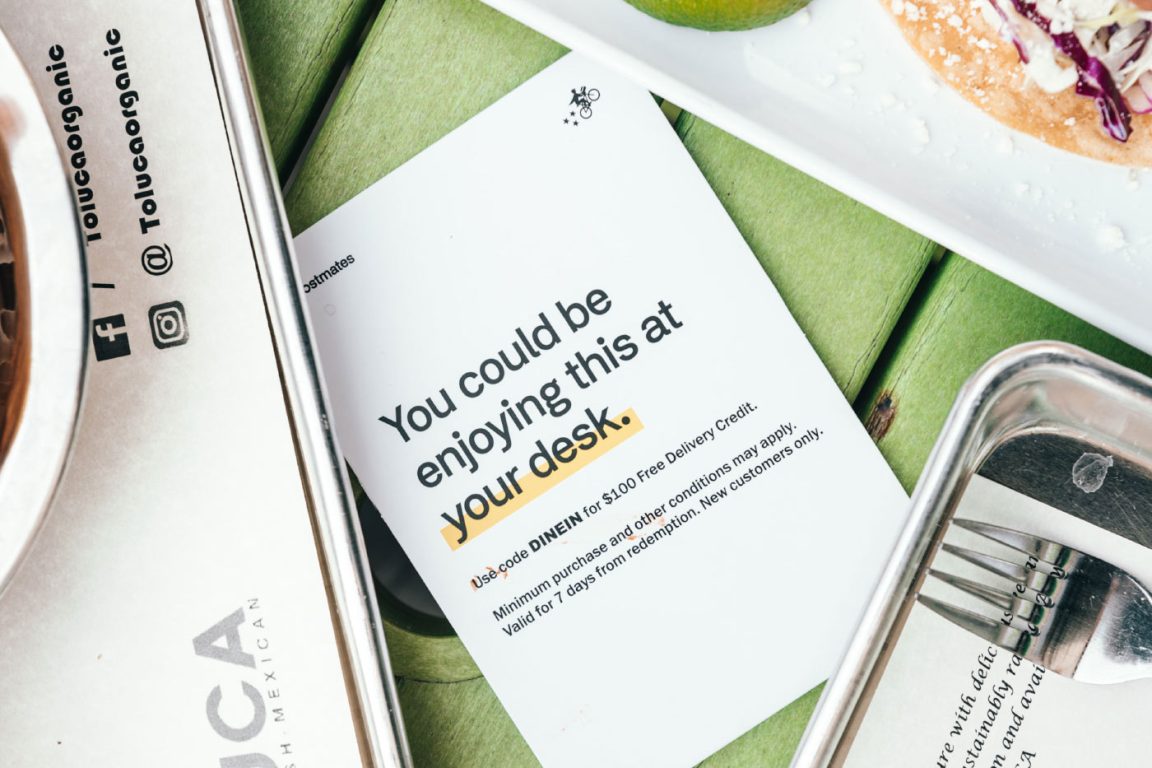 / Tolucaorganic
@ Tolucaorganic
UCA
SH · MEXICAN
ostmates
You could be
enjoying this at
your desk.
Use code DINEIN for $100 Free Delivery Credit.
Minimum purchase and other conditions may apply.
Valid for 7 days from redemption. New customers only.
ure with delic
stainably ra
on and avai
CA